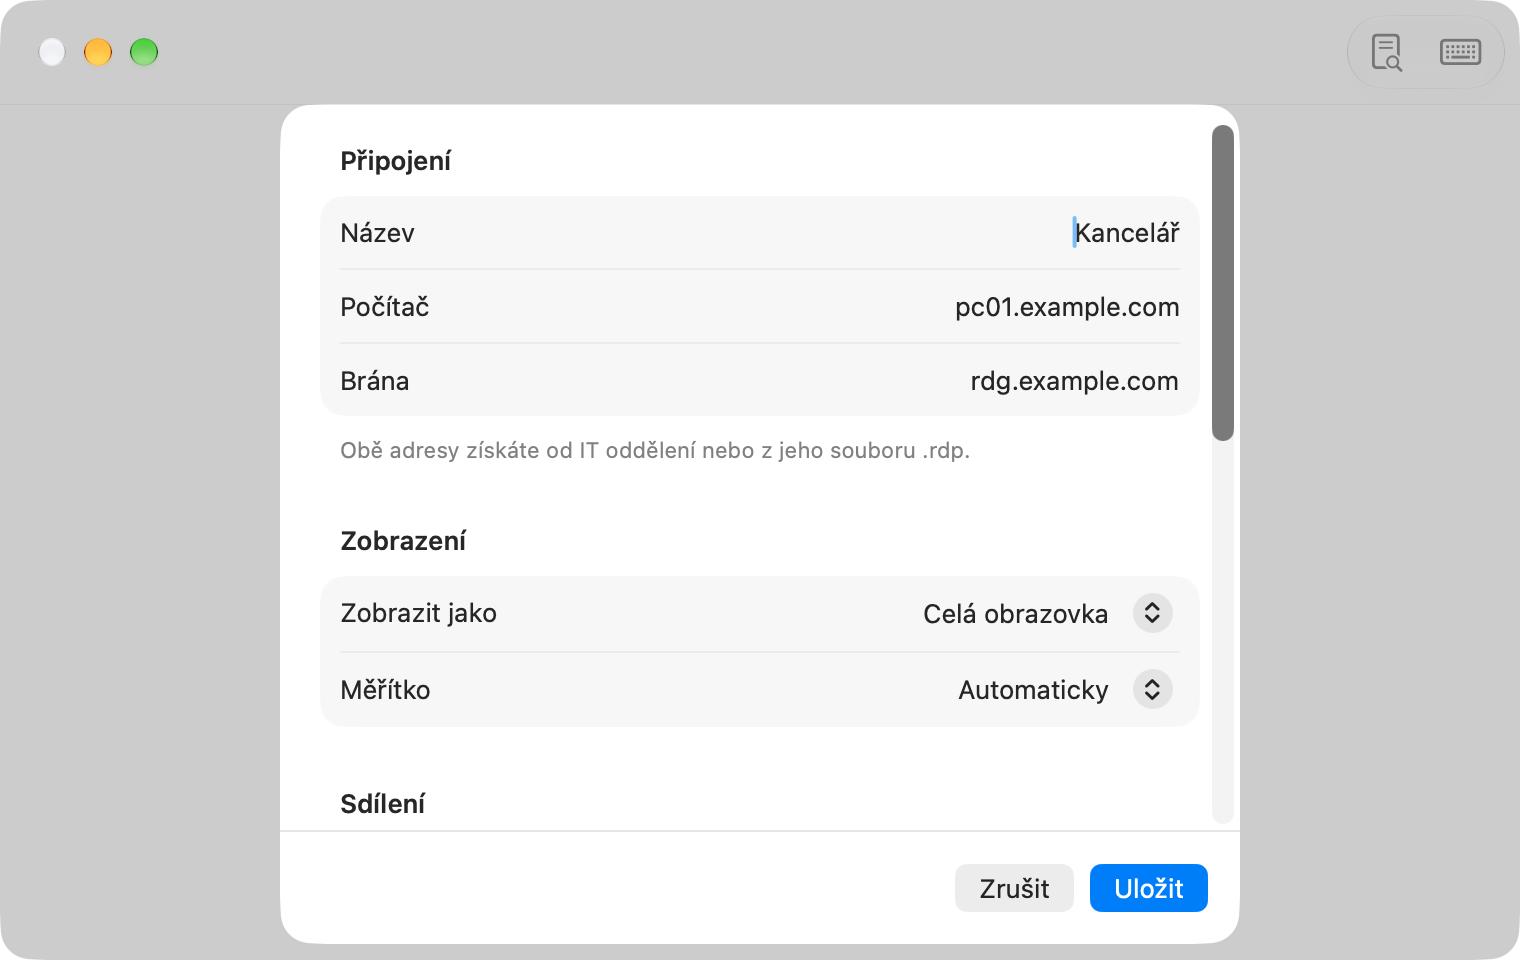 Připojení
Název Kancelář
Počítač pc01.example.com
Brána rdg.example.com
Obě adresy získáte od IT oddělení nebo z jeho souboru .rdp.
Zobrazení
Zobrazit jako Celá obrazovka
Měřítko Automaticky
Sdílení
Zrušit Uložit